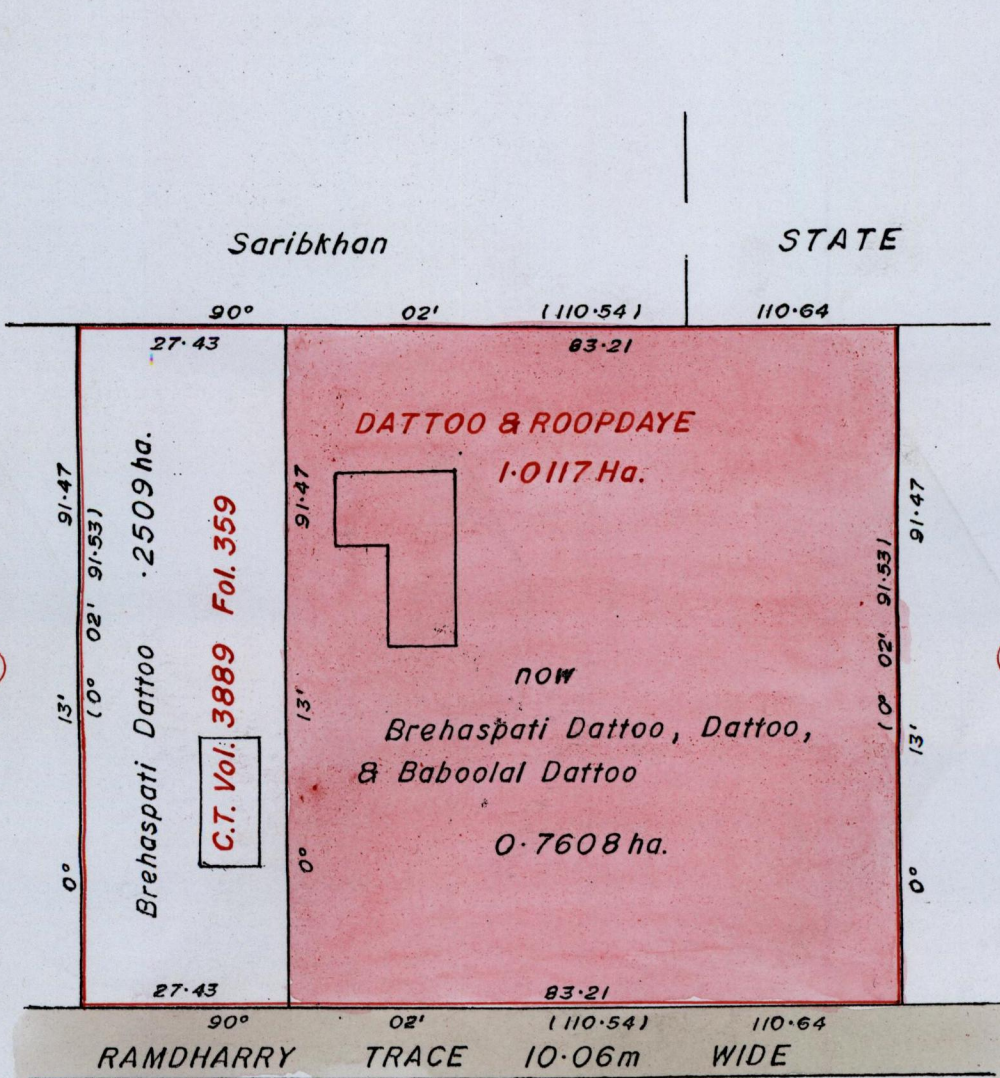 Saribkhan
STATE
90° 02' (110·54) 110·64
27·43
83·21
DATTOO & ROOPDAYE
1·0117 Ha.
91·47
13'
0°
(0° 02' 91·53)
Brehaspati Dattoo ·2509 ha.
C.T. Vol. 3889 Fol. 359
91·47
13'
0°
now
Brehaspati Dattoo, Dattoo,
& Baboolal Dattoo
0·7608 ha.
(0° 02' 91·53)
91·47
13'
0°
27·43
83·21
90° 02' (110·54) 110·64
RAMDHARRY TRACE 10·06m WIDE